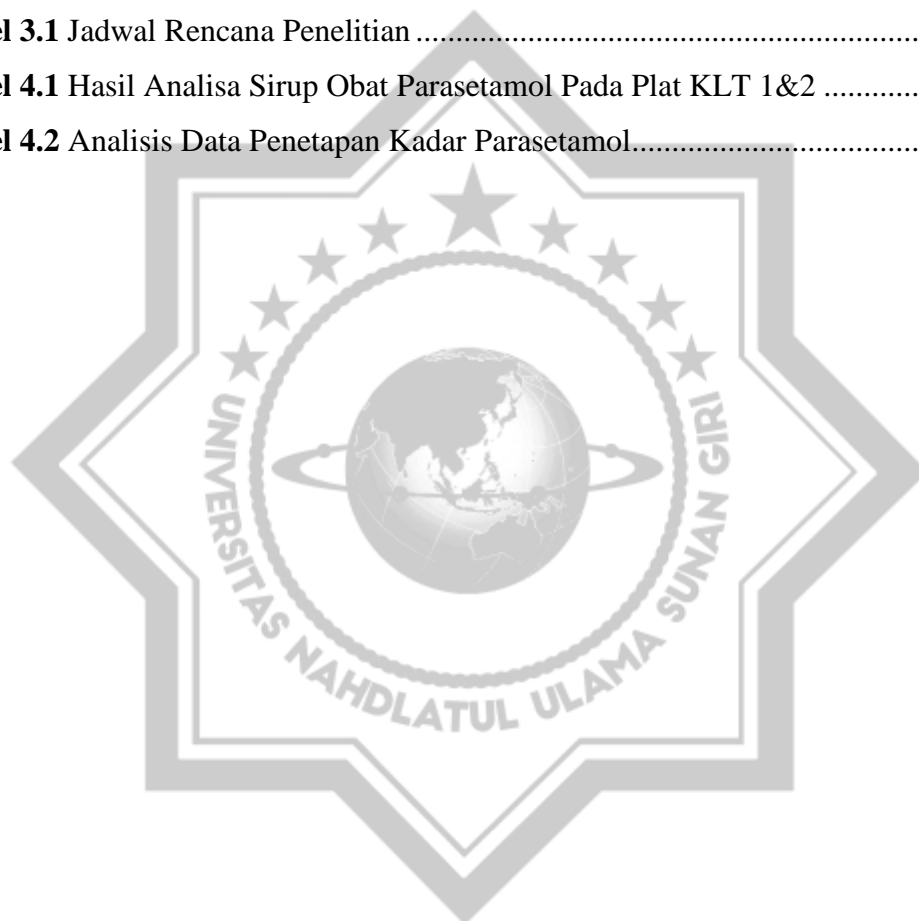 el 3.1 Jadwal Rencana Penelitian ......................................................................
el 4.1 Hasil Analisa Sirup Obat Parasetamol Pada Plat KLT 1&2 ............
el 4.2 Analisis Data Penetapan Kadar Parasetamol....................................
UNIVERSITAS NAHDLATUL ULAMA SUNAN GIRI